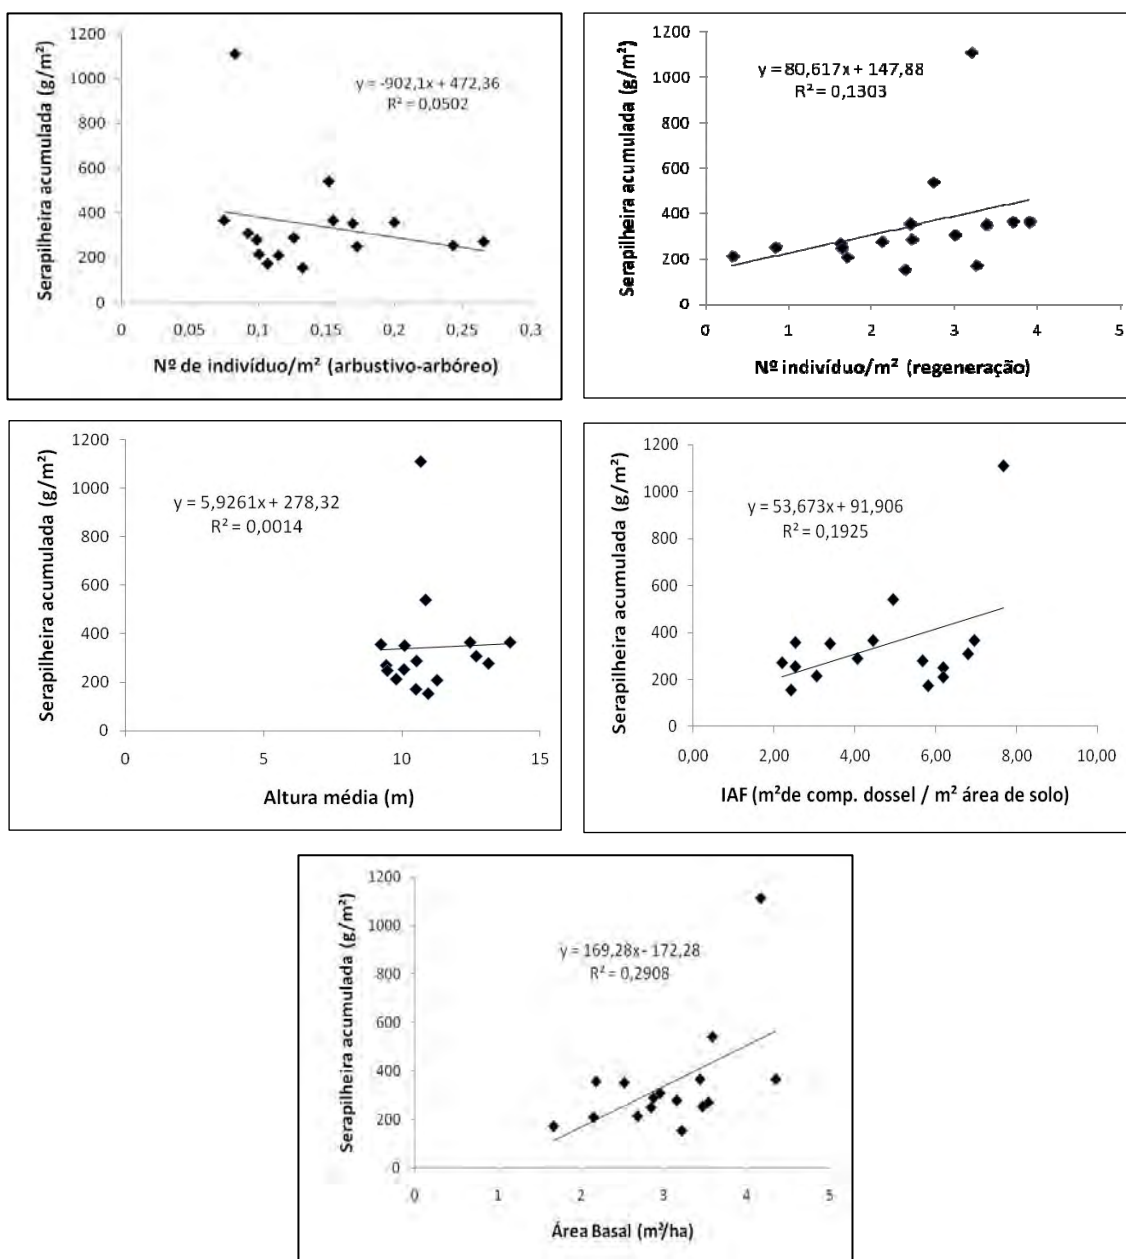 Serapilheira acumulada (g/m²)
1200
1000
800
600
400
200
0
y = -902,1x + 472,36
R² = 0,0502
0 0,05 0,1 0,15 0,2 0,25 0,3
Nº de indivíduo/m² (arbustivo-arbóreo)
Serapilheira acumulada (g/m²)
1200
1000
800
600
400
200
0
y = 80,617x + 147,88
R² = 0,1303
0 1 2 3 4 5
Nº indivíduo/m² (regeneração)
Serapilheira acumulada (g/m²)
1200
1000
800
600
400
200
0
y = 5,9261x + 278,32
R² = 0,0014
0 5 10 15
Altura média (m)
Serapilheira acumulada (g/m²)
1200
1000
800
600
400
200
0
y = 53,673x + 91,906
R² = 0,1925
0,00 2,00 4,00 6,00 8,00 10,00
IAF (m²de comp. dossel / m² área de solo)
Serapilheira acumulada (g/m²)
1200
1000
800
600
400
200
0
y = 169,28x - 172,28
R² = 0,2908
0 1 2 3 4 5
Área Basal (m²/ha)